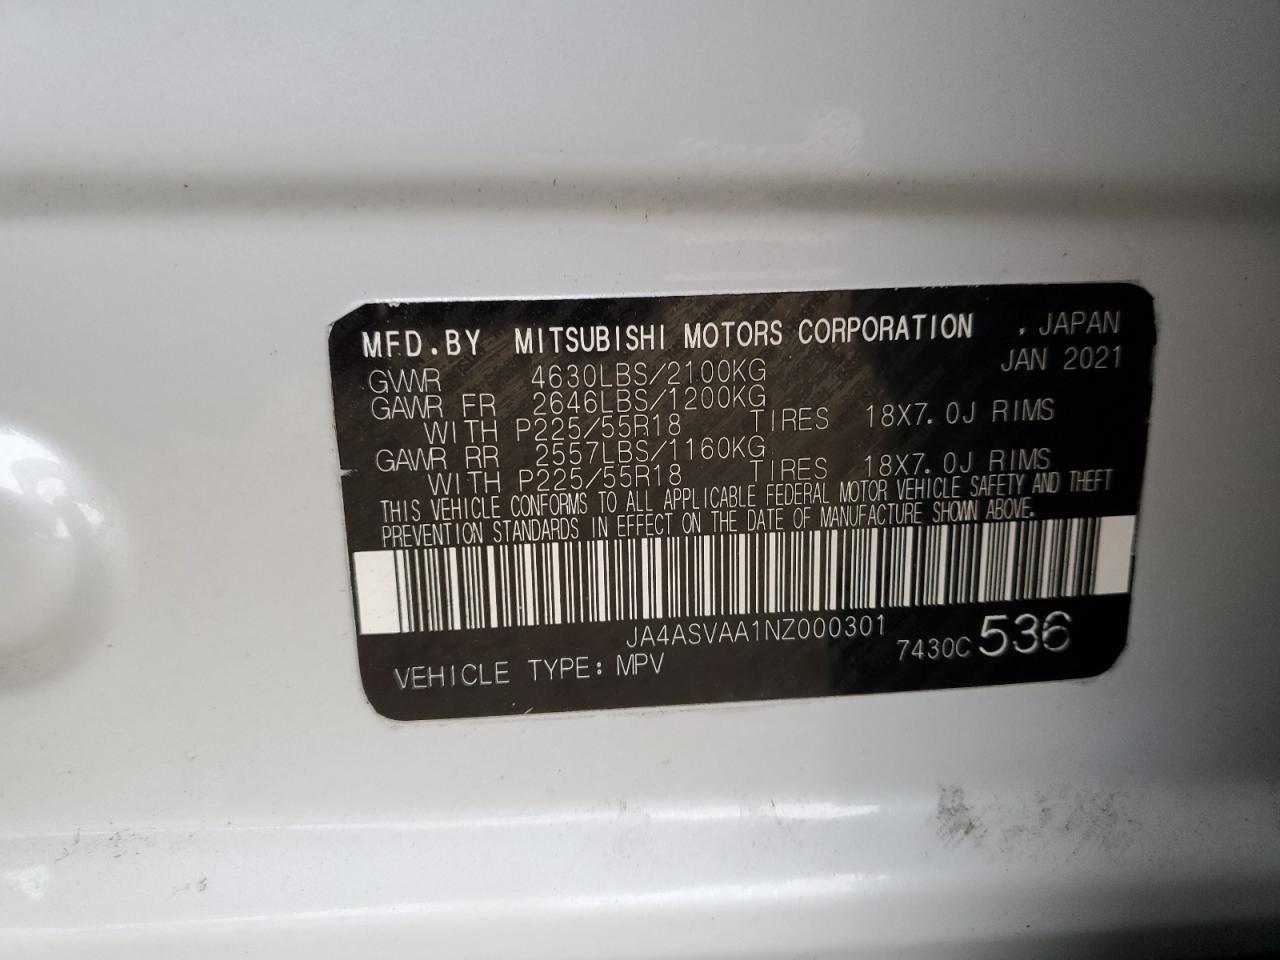 MFD.BY MITSUBISHI MOTORS CORPORATION , JAPAN
GVWR 4630LBS/2100KG JAN 2021
GAWR FR 2646LBS/1200KG
WITH P225/55R18 TIRES 18X7.0J RIMS
GAWR RR 2557LBS/1160KG
WITH P225/55R18 TIRES 18X7.0J RIMS
THIS VEHICLE CONFORMS TO ALL APPLICABLE FEDERAL MOTOR VEHICLE SAFETY AND THEFT
PREVENTION STANDARDS IN EFFECT ON THE DATE OF MANUFACTURE SHOWN ABOVE.
JA4ASVAA1NZ000301 7430C 536
VEHICLE TYPE: MPV